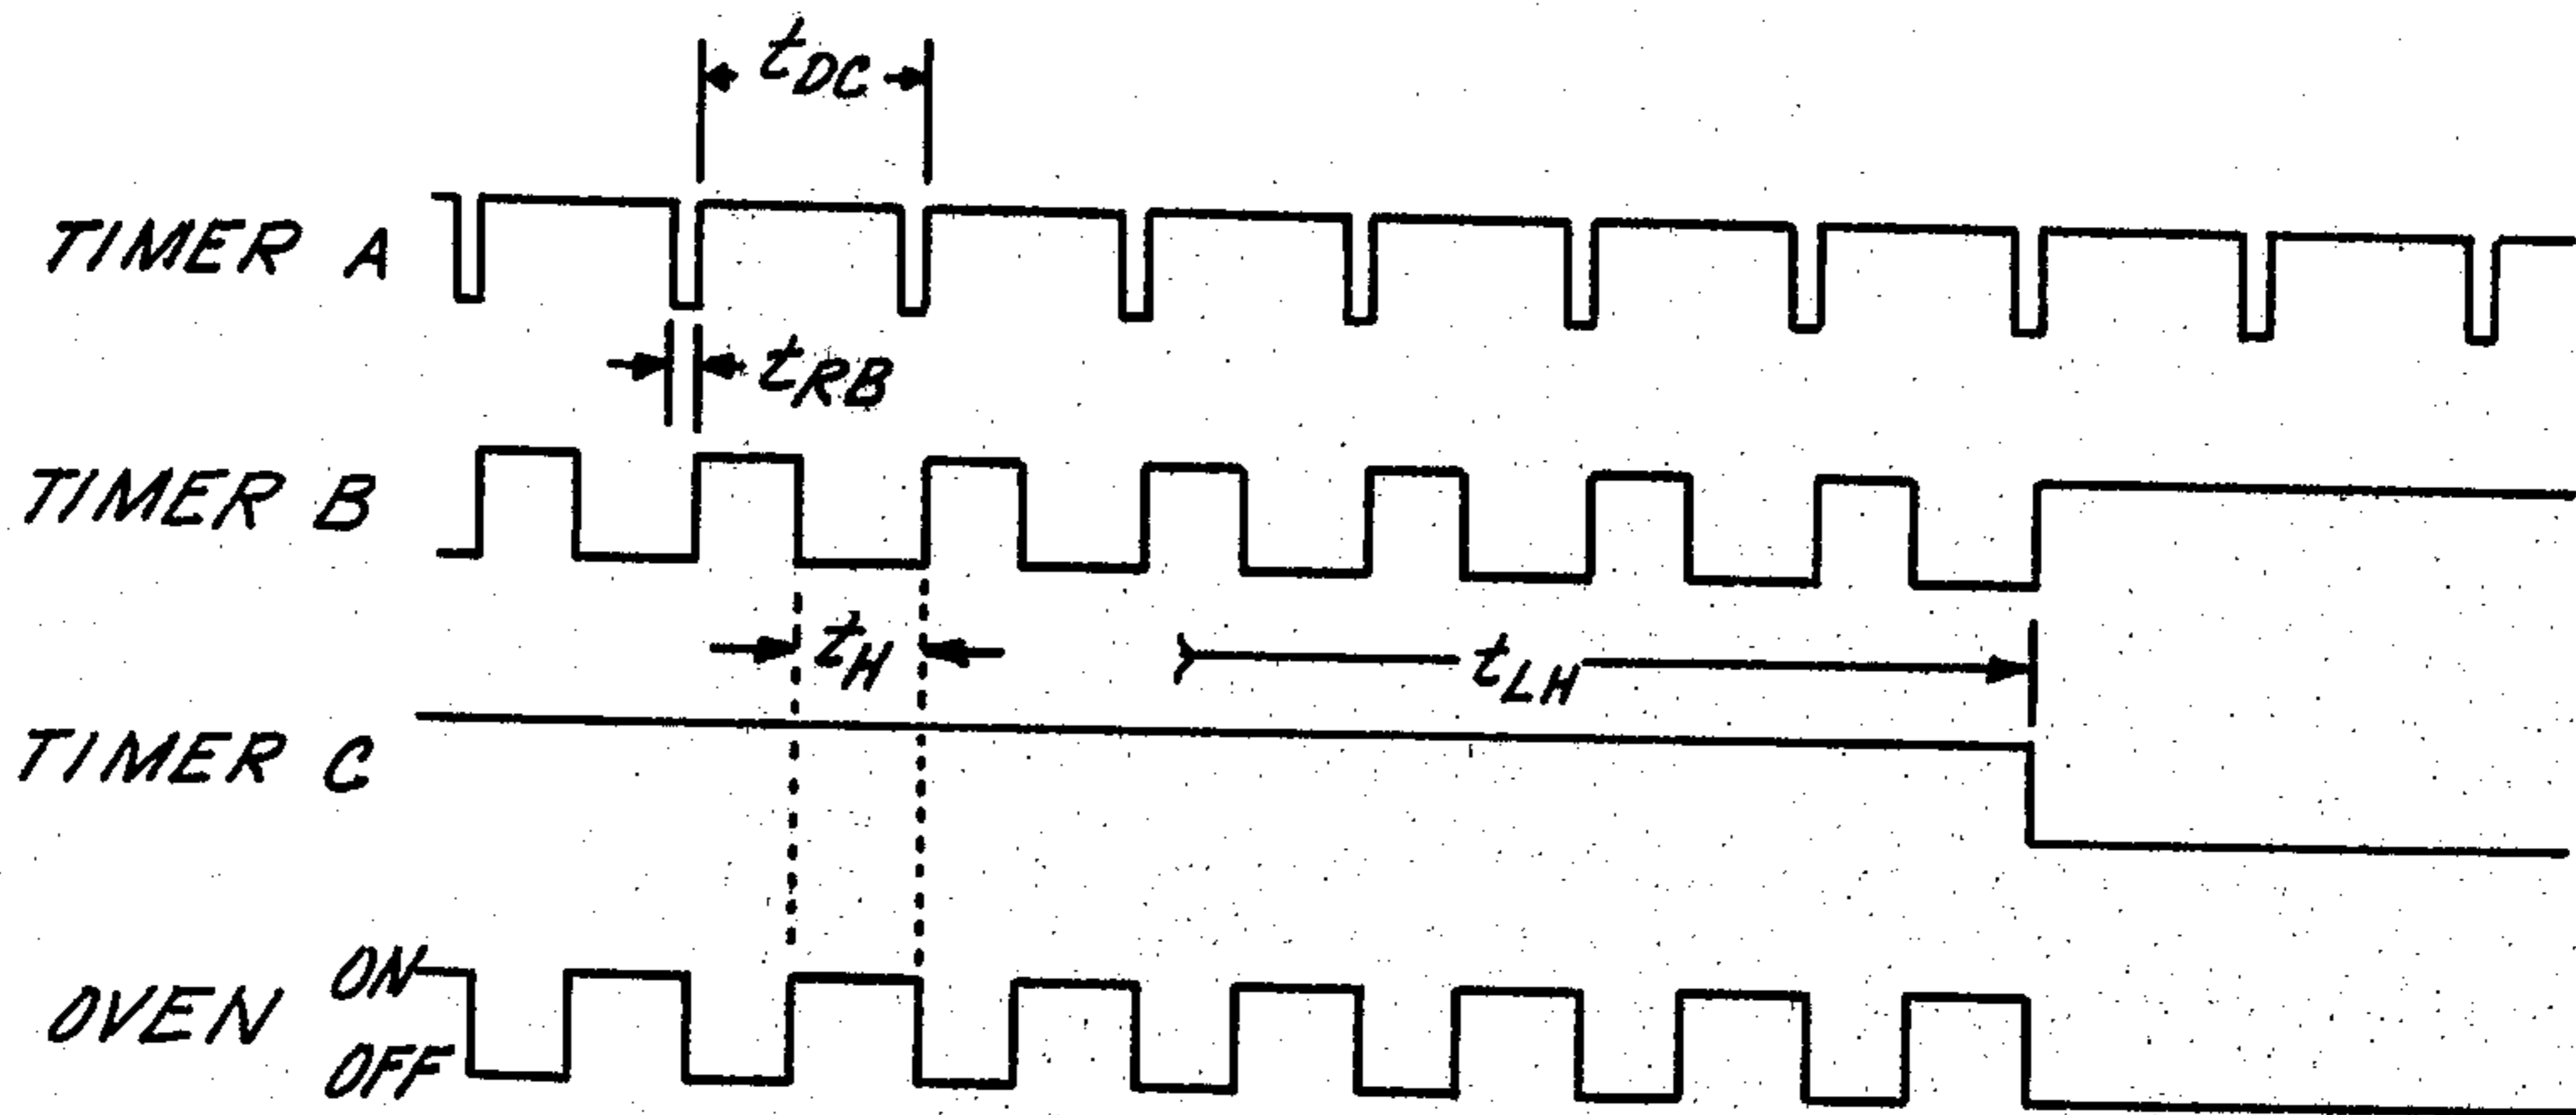 tDC
TIMER A
tRB
TIMER B
tH
tLH
TIMER C
ON
OVEN
OFF